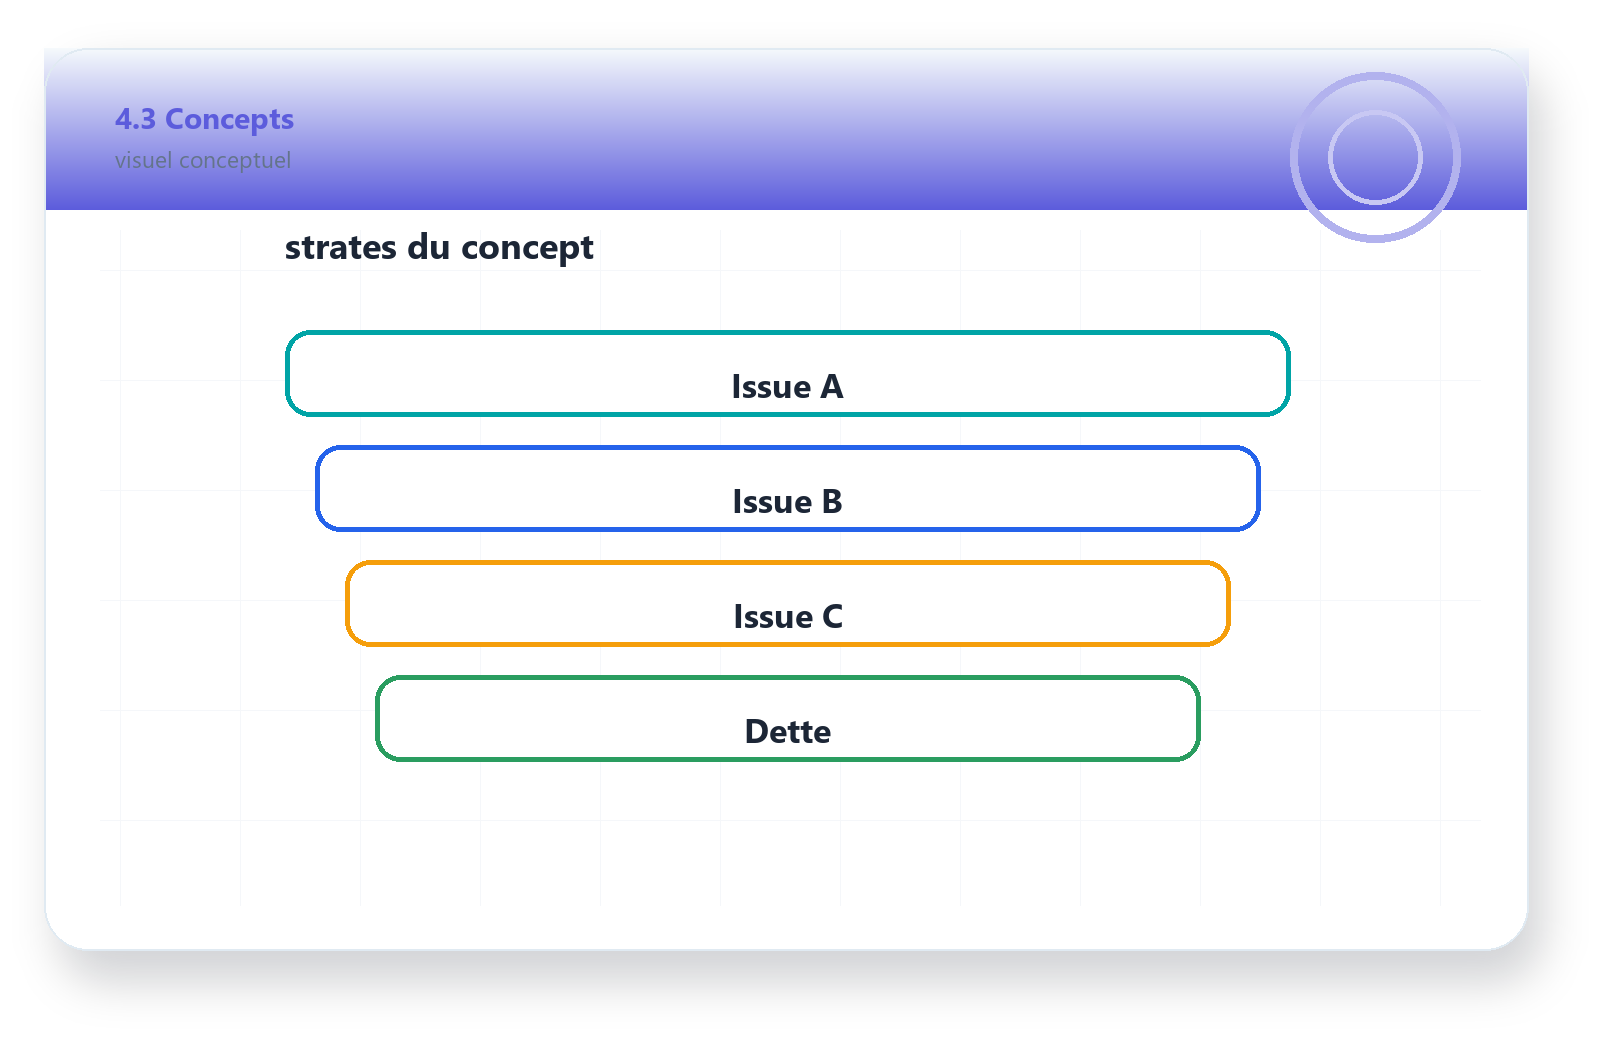 4.3 Concepts
visuel conceptuel
strates du concept
Issue A
Issue B
Issue C
Dette